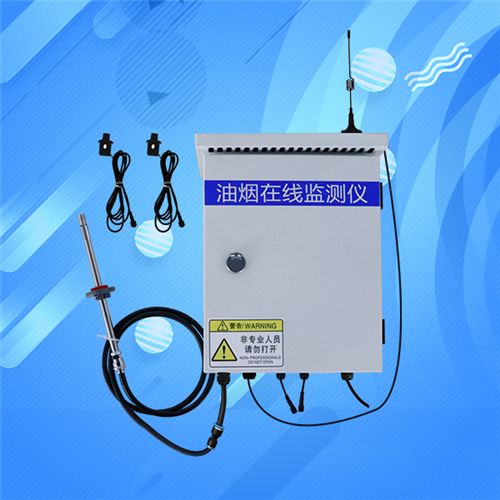 油烟在线监测仪
警告/WARNING
非专业人员
请勿打开
NON-PROFESSIONALS
DO NOT OPEN